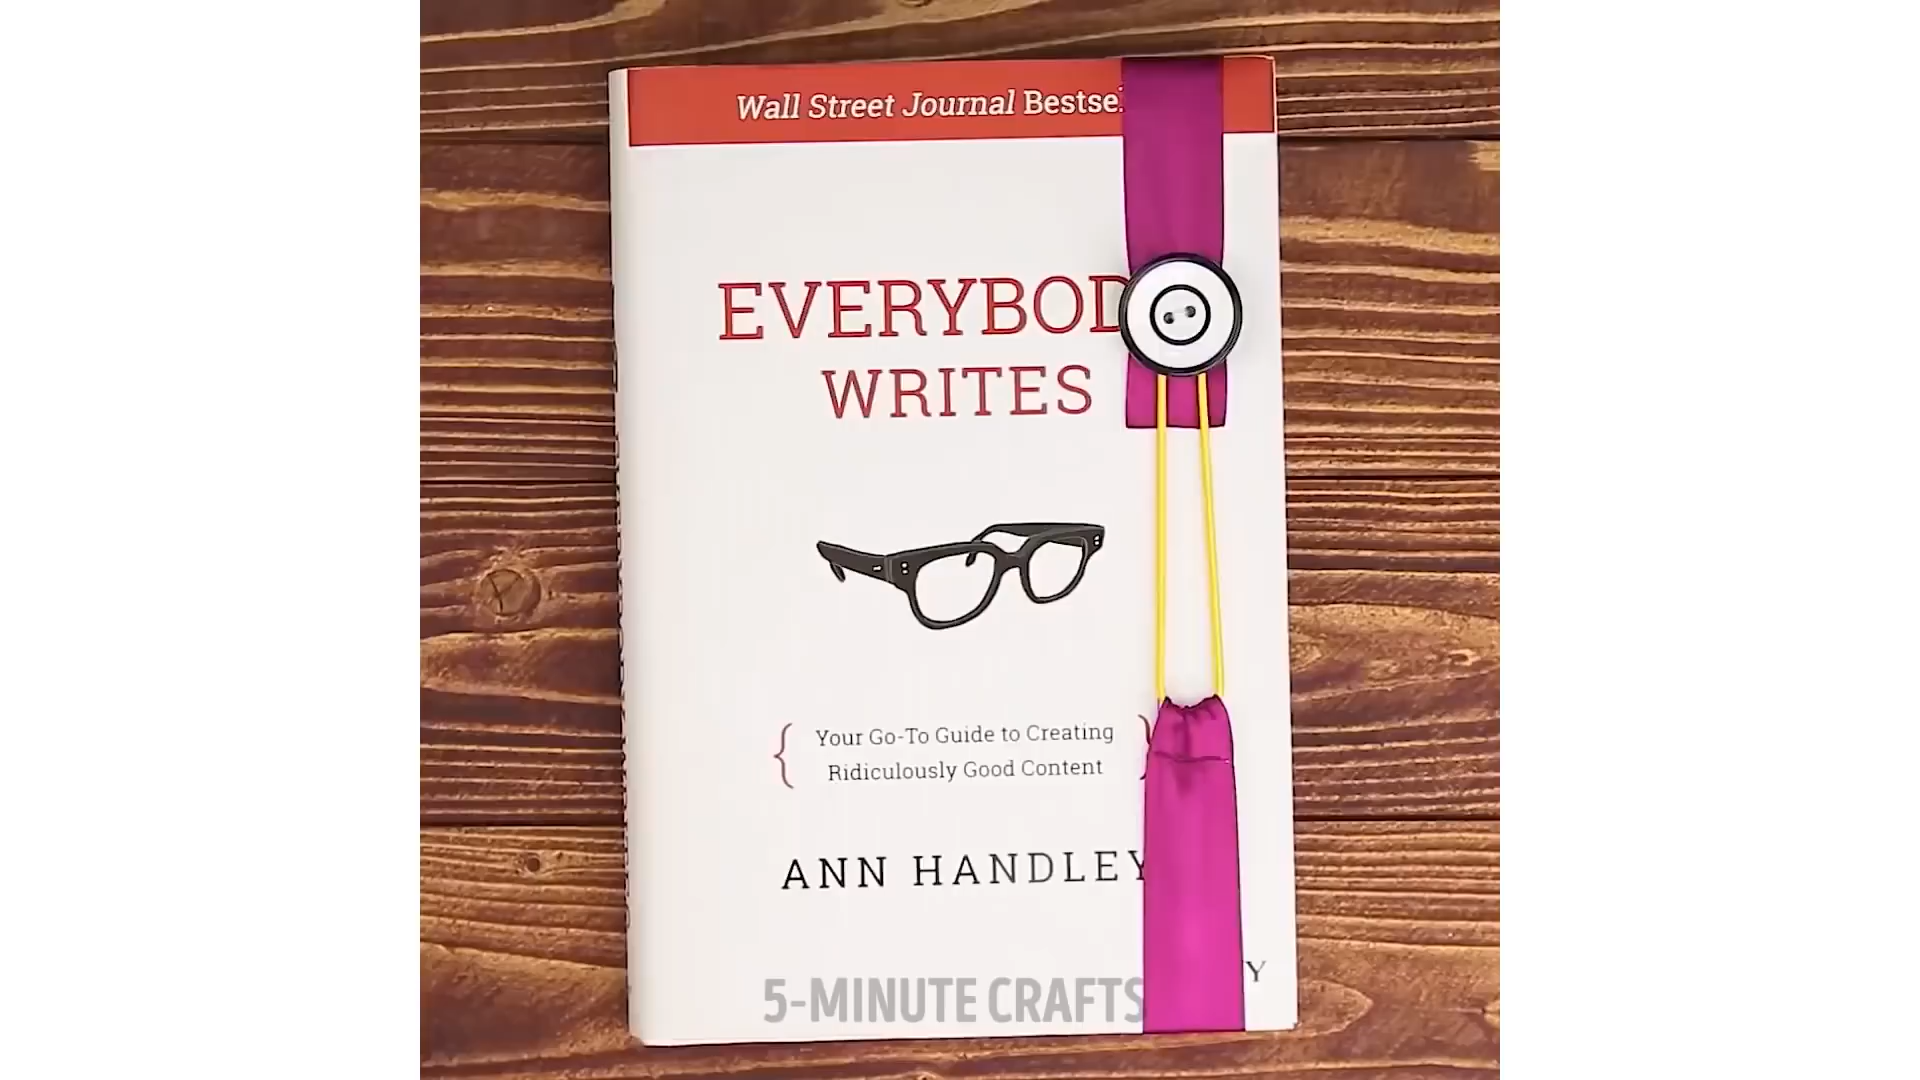 Wall Street Journal Bestse
EVERYBOD
WRITES
{ Your Go-To Guide to Creating }
Ridiculously Good Content
ANN HANDLEY
Y
5-MINUTE CRAFTS